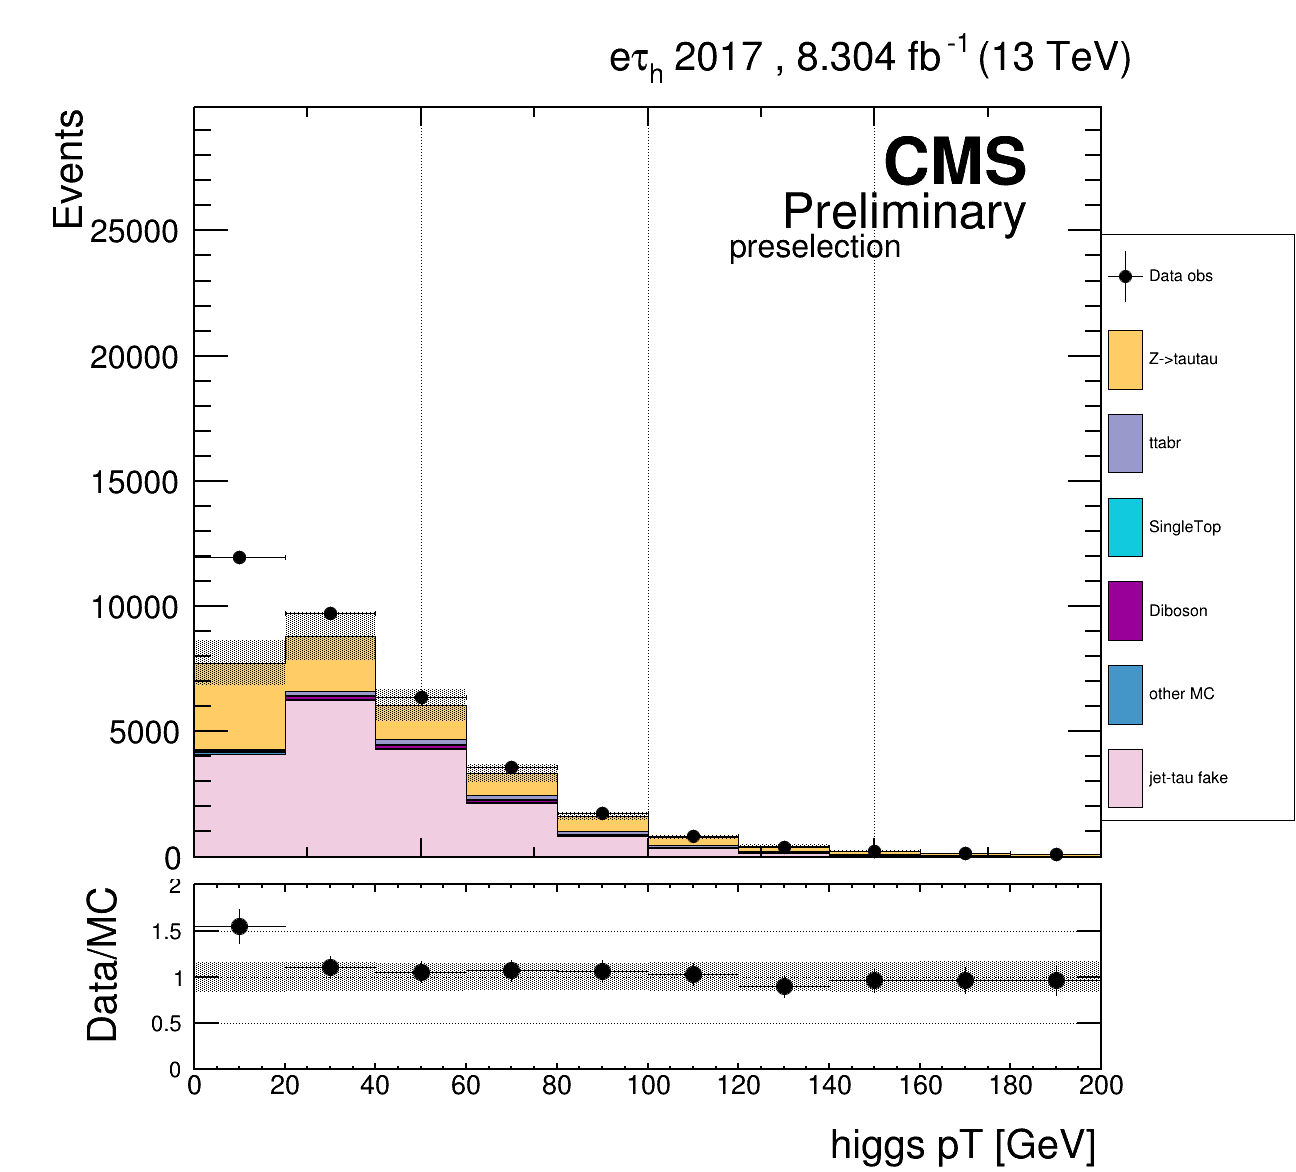 eτh 2017 , 8.304 fb-1 (13 TeV)
Events
CMS
Preliminary
preselection
25000
20000
15000
10000
5000
0
Data obs
Z->tautau
ttabr
SingleTop
Diboson
other MC
jet-tau fake
Data/MC
2
1.5
1
0.5
0
0 20 40 60 80 100 120 140 160 180 200
higgs pT [GeV]